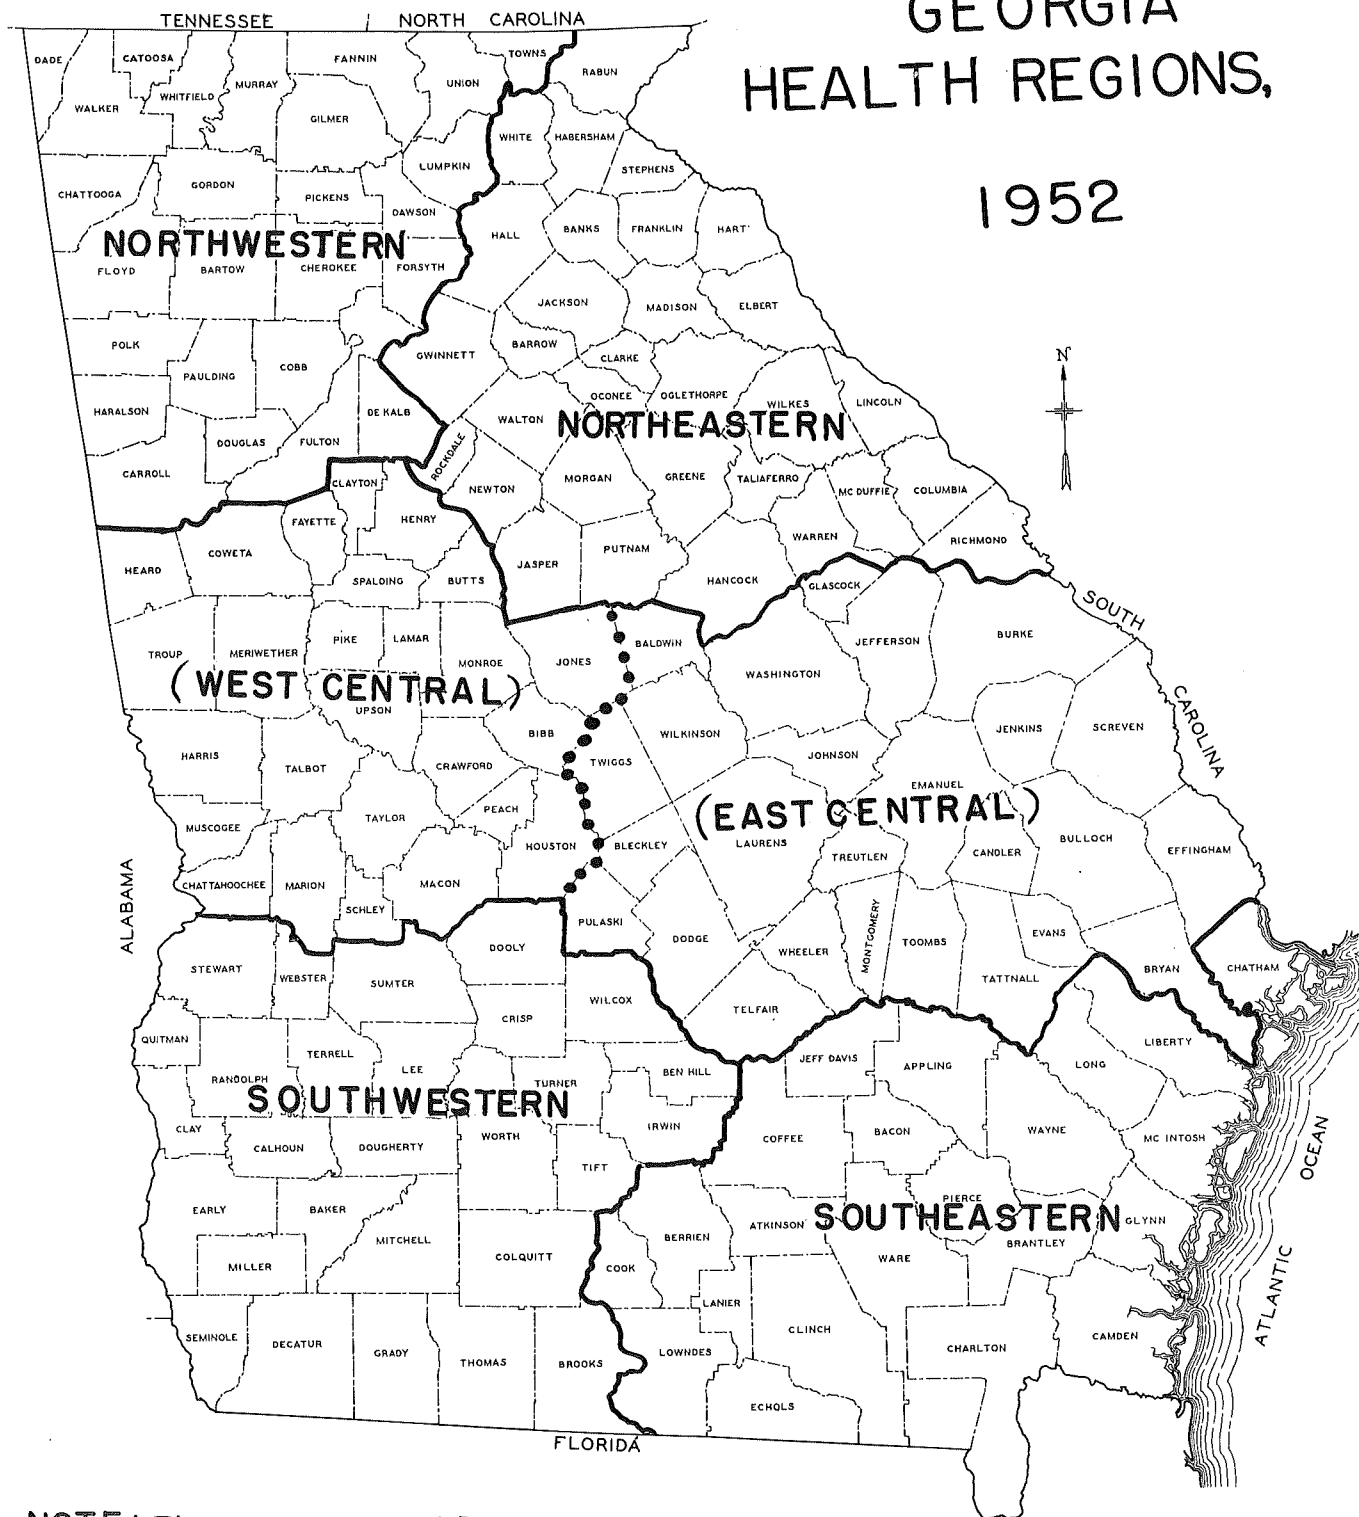 GEORGIA
HEALTH REGIONS,
1952
TENNESSEE
NORTH CAROLINA
DADE
CATOOSA
WHITFIELD
MURRAY
FANNIN
UNION
TOWNS
RABUN
WALKER
GILMER
WHITE
HABERSHAM
LUMPKIN
STEPHENS
CHATTOOGA
GORDON
PICKENS
DAWSON
HALL
BANKS
FRANKLIN
HART
NORTHWESTERN
FLOYD
BARTOW
CHEROKEE
FORSYTH
JACKSON
MADISON
ELBERT
POLK
PAULDING
COBB
GWINNETT
BARROW
CLARKE
N
HARALSON
DOUGLAS
FULTON
DE KALB
WALTON
OCONEE
OGLETHORPE
WILKES
LINCOLN
NORTHEASTERN
CARROLL
CLAYTON
ROCKDALE
NEWTON
MORGAN
GREENE
TALIAFERRO
MC DUFFIE
COLUMBIA
HEARD
COWETA
FAYETTE
HENRY
SPALDING
BUTTS
JASPER
PUTNAM
HANCOCK
WARREN
GLASCOCK
RICHMOND
SOUTH
CAROLINA
TROUP
MERIWETHER
PIKE
LAMAR
MONROE
JONES
BALDWIN
WASHINGTON
JEFFERSON
BURKE
(WEST CENTRAL)
UPSON
HARRIS
TALBOT
CRAWFORD
BIBB
TWIGGS
WILKINSON
JOHNSON
JENKINS
SCREVEN
EMANUEL
(EAST CENTRAL)
MUSCOGEE
TAYLOR
PEACH
HOUSTON
BLECKLEY
LAURENS
TREUTLEN
CANDLER
BULLOCH
EFFINGHAM
ALABAMA
CHATTAHOOCHEE
MARION
SCHLEY
MACON
PULASKI
DODGE
WHEELER
MONTGOMERY
TOOMBS
EVANS
TATTNALL
BRYAN
CHATHAM
STEWART
WEBSTER
SUMTER
DOOLY
CRISP
WILCOX
TELFAIR
QUITMAN
RANDOLPH
TERRELL
LEE
TURNER
BEN HILL
JEFF DAVIS
APPLING
LONG
LIBERTY
SOUTHWESTERN
CLAY
CALHOUN
DOUGHERTY
WORTH
TIFT
IRWIN
COFFEE
BACON
WAYNE
MC INTOSH
EARLY
BAKER
MILLER
MITCHELL
COLQUITT
COOK
BERRIEN
ATKINSON
PIERCE
SOUTHEASTERN
GLYNN
WARE
BRANTLEY
OCEAN
ATLANTIC
LANIER
SEMINOLE
DECATUR
GRADY
THOMAS
BROOKS
LOWNDES
CLINCH
CHARLTON
CAMDEN
ECHOLS
FLORIDA